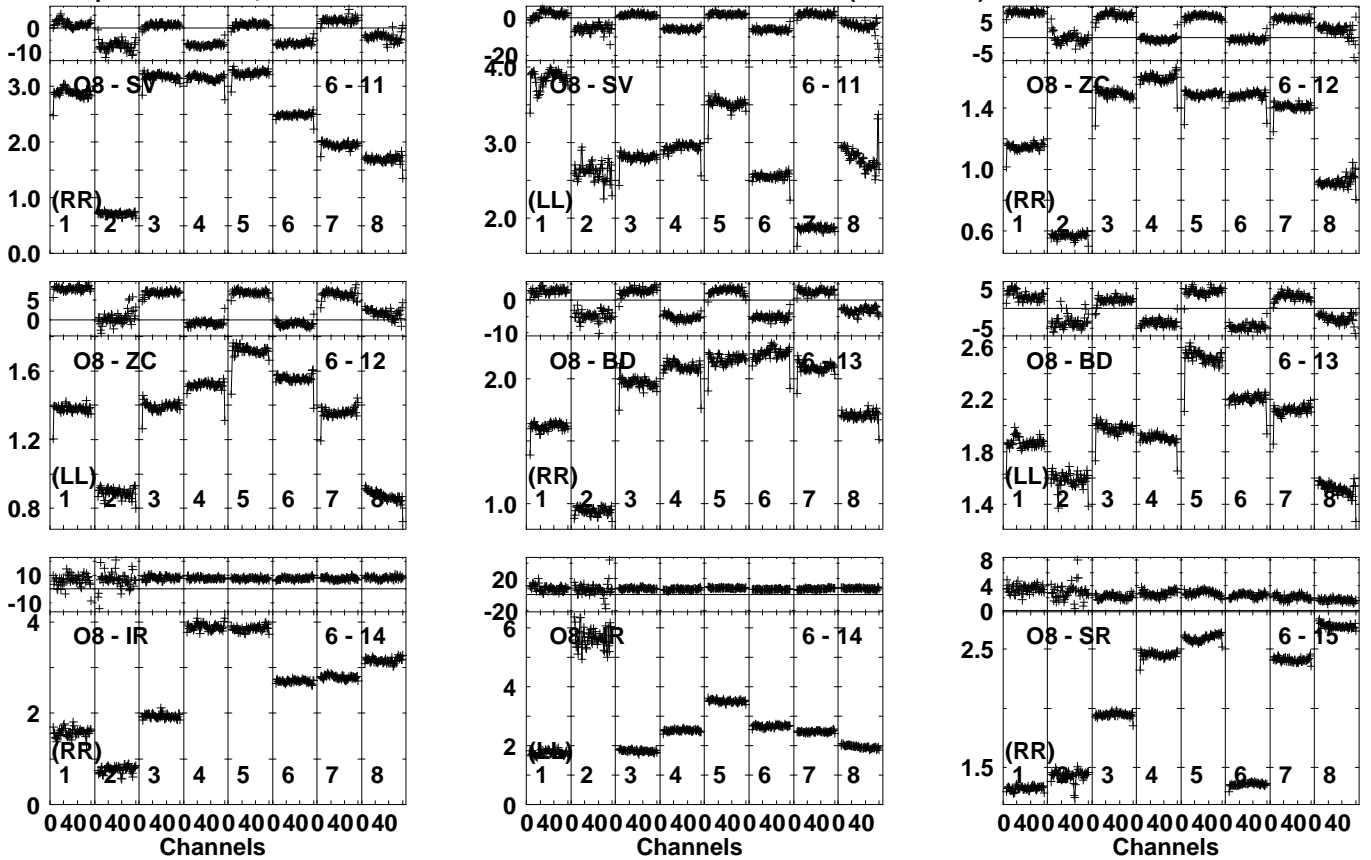 0 0 5
-10 -20 -5
O8 - SV 6 - 11 4.0 O8 - SV 6 - 11 O8 - ZC 6 - 12
3.0 1.4
2.0 3.0 1.0
1.0 (RR) (LL) (RR)
1 2 3 4 5 6 7 8 2.0 1 2 3 4 5 6 7 8 0.6 1 2 3 4 5 6 7 8
0.0
5 0 5
0 -10 -5
O8 - ZC 6 - 12 O8 - BD 6 - 13 2.6 O8 - BD 6 - 13
1.6 2.0 2.2
1.2 1.8
(LL) (RR) (LL)
0.8 1 2 3 4 5 6 7 8 1.0 1 2 3 4 5 6 7 8 1.4 1 2 3 4 5 6 7 8
10 20 8
-10 -20 4
0
4 O8 - IR 6 - 14 6 O8 - IR 6 - 14 2.5 O8 - SR 6 - 15
2 4
(RR) 2 (LL) (RR)
1 2 3 4 5 6 7 8 1 2 3 4 5 6 7 8 1.5 1 2 3 4 5 6 7 8
0 0
0 40 0 40 0 40 0 40 0 40 0 40 0 40 0 40 0 40 0 40 0 40 0 40 0 40 0 40 0 40 0 40 0 40 0 40 0 40 0 40 0 40 0 40 0 40 0 40
Channels Channels Channels